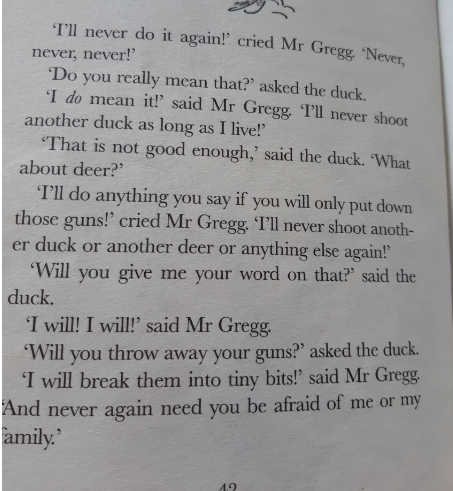 ‘I’ll never do it again!’ cried Mr Gregg. ‘Never,
never, never!’
‘Do you really mean that?’ asked the duck.
‘I do mean it!’ said Mr Gregg. ‘I’ll never shoot
another duck as long as I live!’
‘That is not good enough,’ said the duck. ‘What
about deer?’
‘I’ll do anything you say if you will only put down
those guns!’ cried Mr Gregg. ‘I’ll never shoot anoth-
er duck or another deer or anything else again!’
‘Will you give me your word on that?’ said the
duck.
‘I will! I will!’ said Mr Gregg.
‘Will you throw away your guns?’ asked the duck.
‘I will break them into tiny bits!’ said Mr Gregg.
‘And never again need you be afraid of me or my
family.’